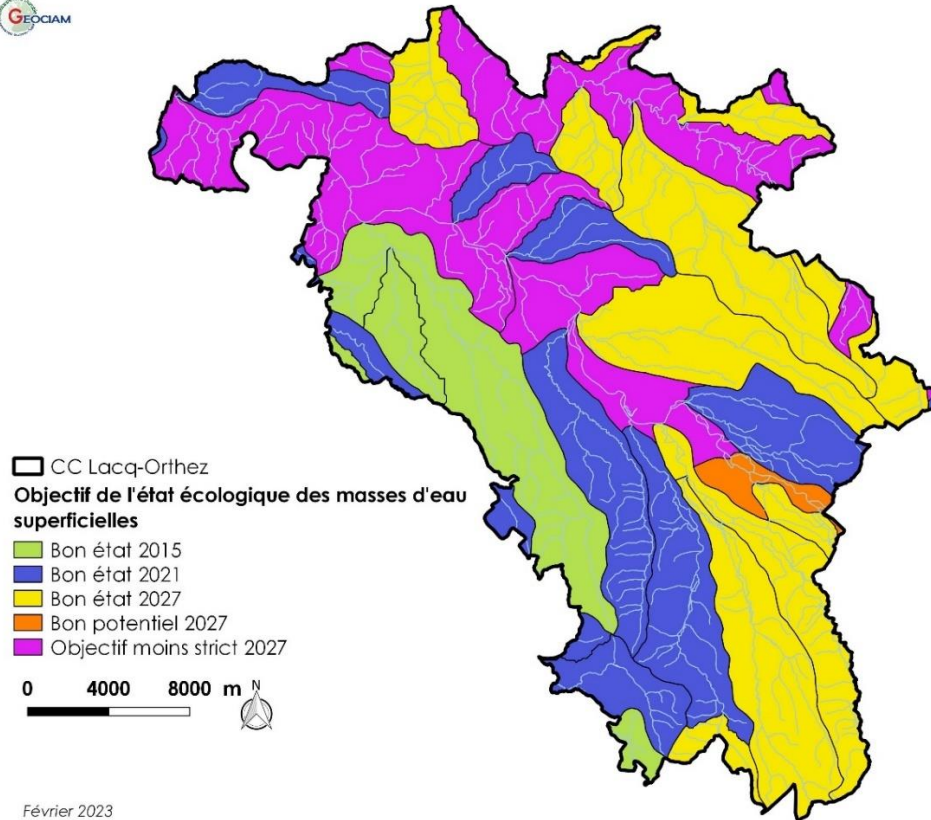 GEOCIAM
CC Lacq-Orthez
Objectif de l'état écologique des masses d'eau
superficielles
Bon état 2015
Bon état 2021
Bon état 2027
Bon potentiel 2027
Objectif moins strict 2027
0 4000 8000 m N
Février 2023